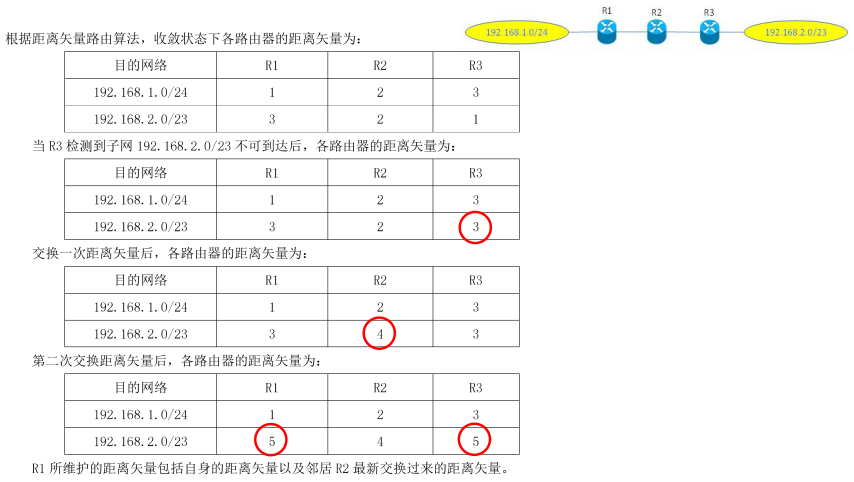 R1 R2 R3
192.168.1.0/24 192.168.2.0/23
根据距离矢量路由算法，收敛状态下各路由器的距离矢量为：
目的网络 R1 R2 R3
192.168.1.0/24 1 2 3
192.168.2.0/23 3 2 1
当 R3 检测到子网 192.168.2.0/23 不可到达后，各路由器的距离矢量为：
目的网络 R1 R2 R3
192.168.1.0/24 1 2 3
192.168.2.0/23 3 2 3
交换一次距离矢量后，各路由器的距离矢量为：
目的网络 R1 R2 R3
192.168.1.0/24 1 2 3
192.168.2.0/23 3 4 3
第二次交换距离矢量后，各路由器的距离矢量为：
目的网络 R1 R2 R3
192.168.1.0/24 1 2 3
192.168.2.0/23 5 4 5
R1 所维护的距离矢量包括自身的距离矢量以及邻居 R2 最新交换过来的距离矢量。